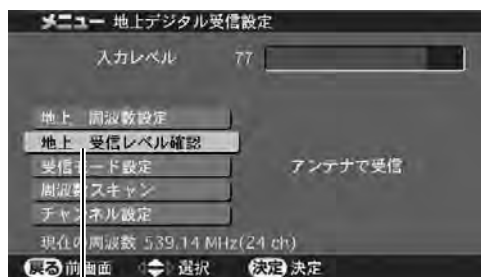 メニュー 地上デジタル受信設定
入力レベル 77
地上 周波数設定
地上 受信レベル確認
受信モード設定
アンテナで受信
周波数スキャン
チャンネル設定
現在の周波数 539.14 MHz(24 ch)
戻る 前画面 選択 決定 決定